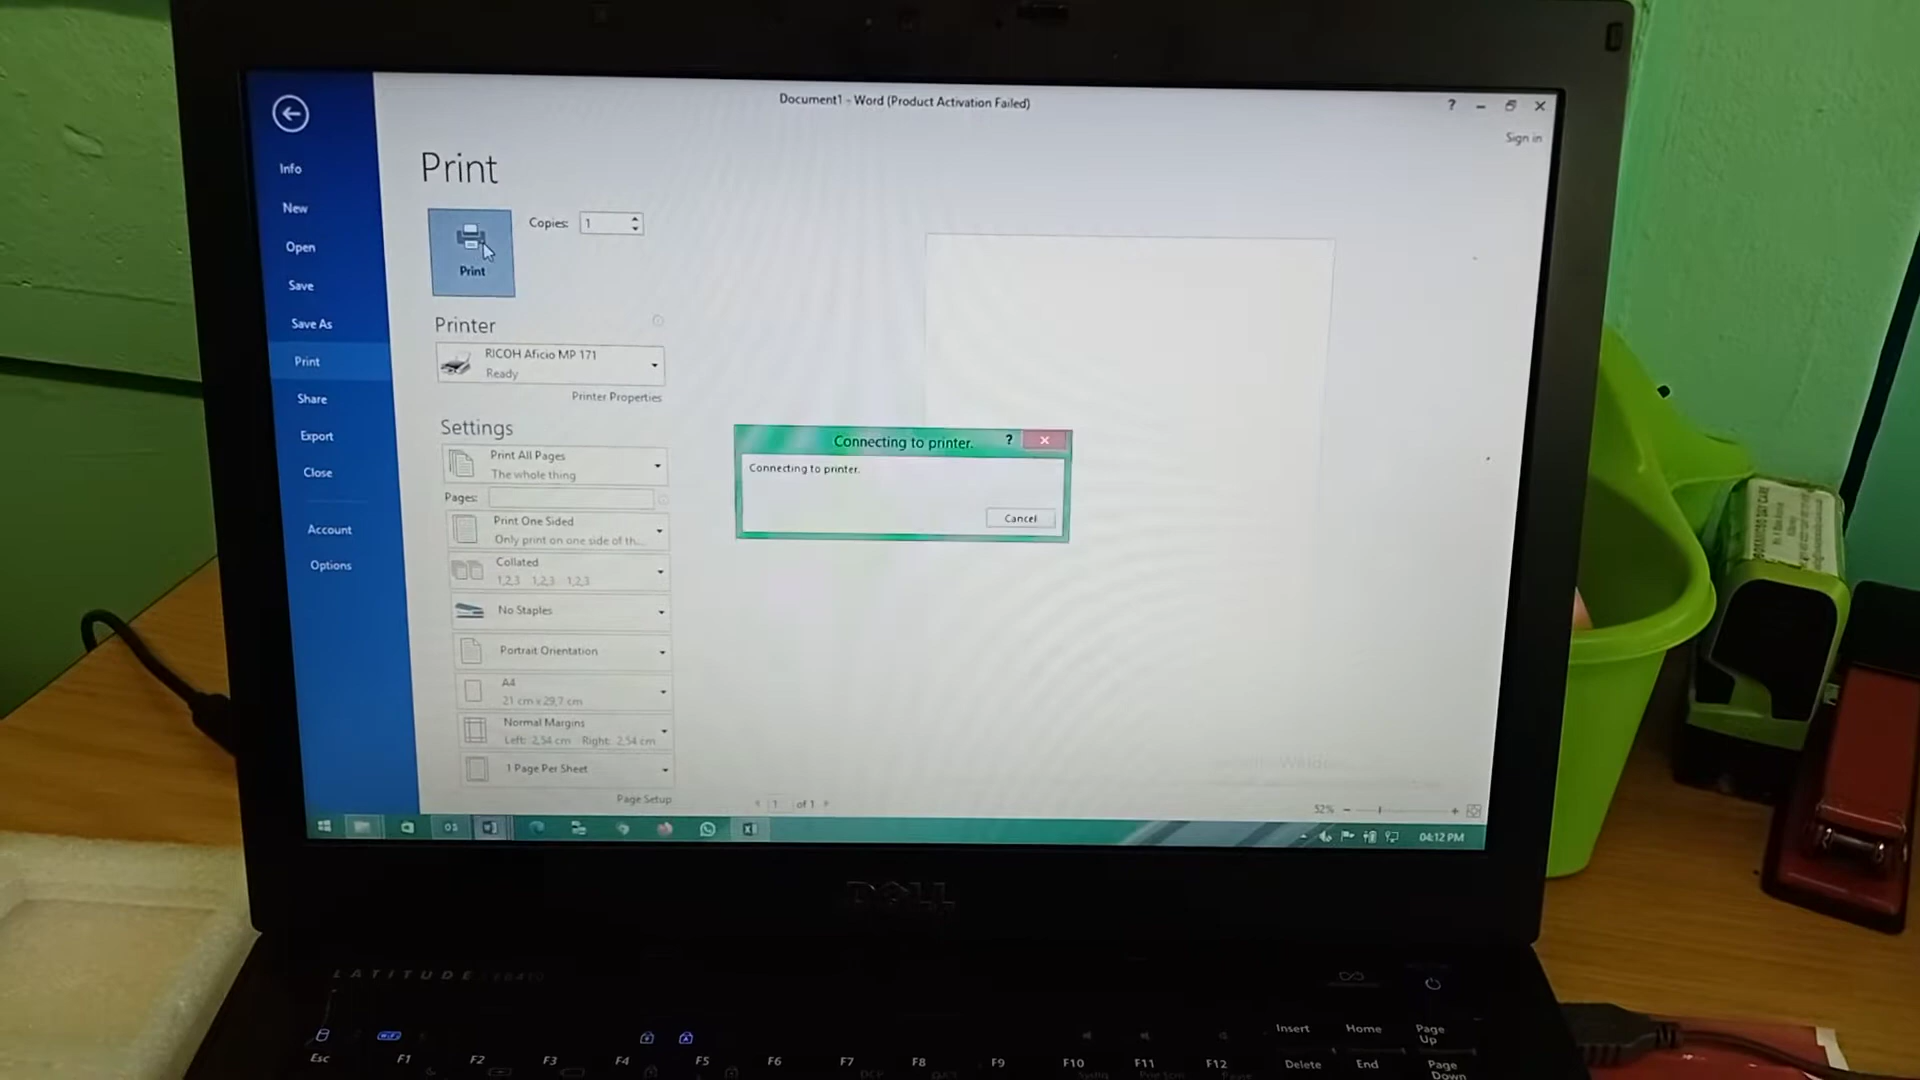 Document1 - Word (Product Activation Failed)
?
Sign in
Info
New
Open
Save
Save As
Print
Share
Export
Close
Account
Options
Print
Print
Copies: 1
Printer
RICOH Aficio MP 171
Ready
Printer Properties
Settings
Print All Pages
The whole thing
Pages:
Print One Sided
Only print on one side of th...
Collated
1,2,3 1,2,3 1,2,3
No Staples
Portrait Orientation
A4
21 cm x 29,7 cm
Normal Margins
Left: 2,54 cm Right: 2,54 cm
1 Page Per Sheet
Page Setup
Connecting to printer.
?
Connecting to printer.
Cancel
1 of 1
52%
04:12 PM
DELL
LATITUDE
Insert
Home
Page Up
Esc
F1
F2
F3
F4
F5
F6
F7
F8
F9
F10
F11
F12
Delete
End
Page Down